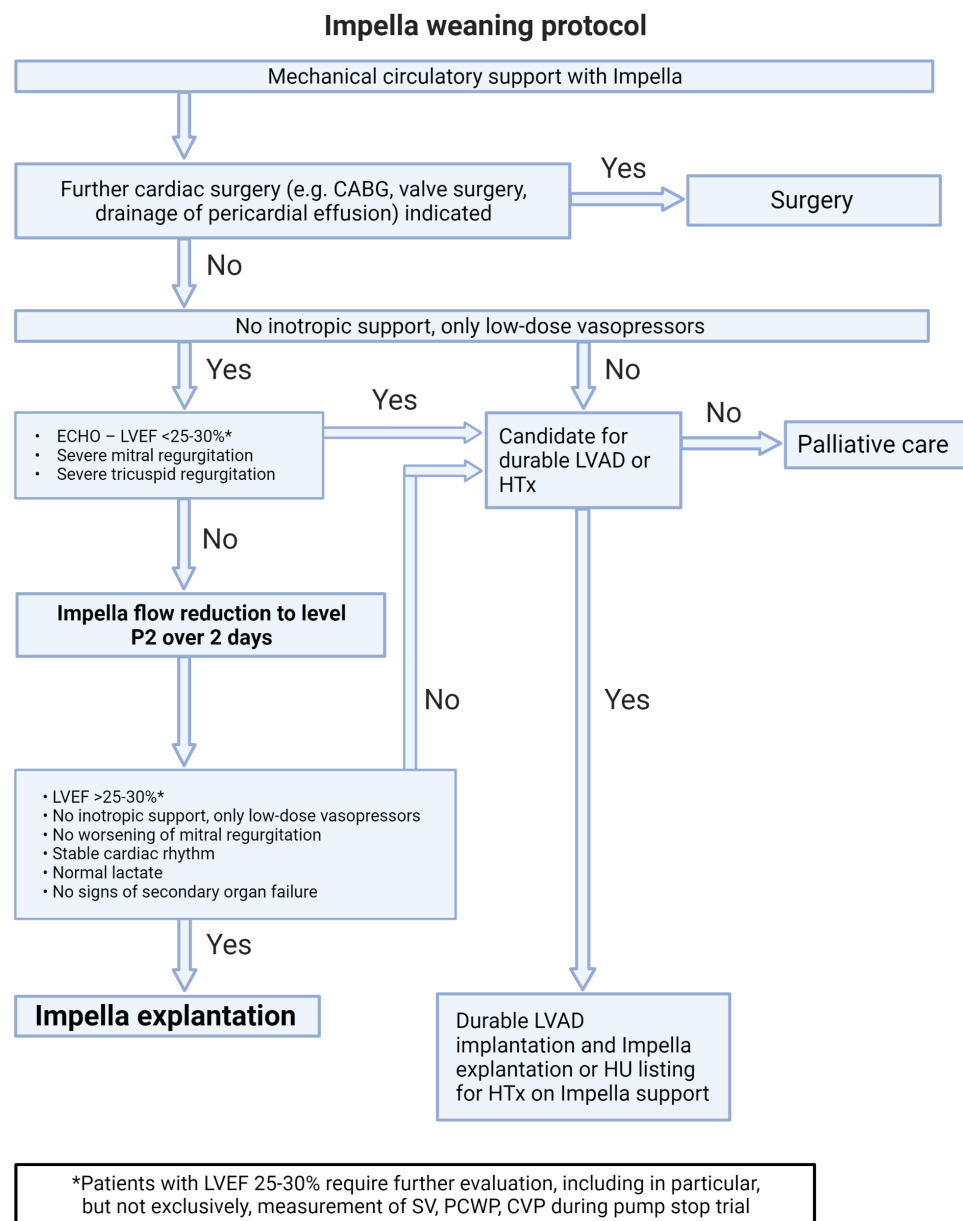 Impella weaning protocol
Mechanical circulatory support with Impella
Further cardiac surgery (e.g. CABG, valve surgery,
drainage of pericardial effusion) indicated
Yes
Surgery
No
No inotropic support, only low-dose vasopressors
Yes
No
• ECHO – LVEF <25-30%*
• Severe mitral regurgitation
• Severe tricuspid regurgitation
Yes
Candidate for
durable LVAD or
HTx
No
Palliative care
No
Impella flow reduction to level
P2 over 2 days
No
Yes
• LVEF >25-30%*
• No inotropic support, only low-dose vasopressors
• No worsening of mitral regurgitation
• Stable cardiac rhythm
• Normal lactate
• No signs of secondary organ failure
Yes
Impella explantation
Durable LVAD
implantation and Impella
explantation or HU listing
for HTx on Impella support
*Patients with LVEF 25-30% require further evaluation, including in particular,
but not exclusively, measurement of SV, PCWP, CVP during pump stop trial